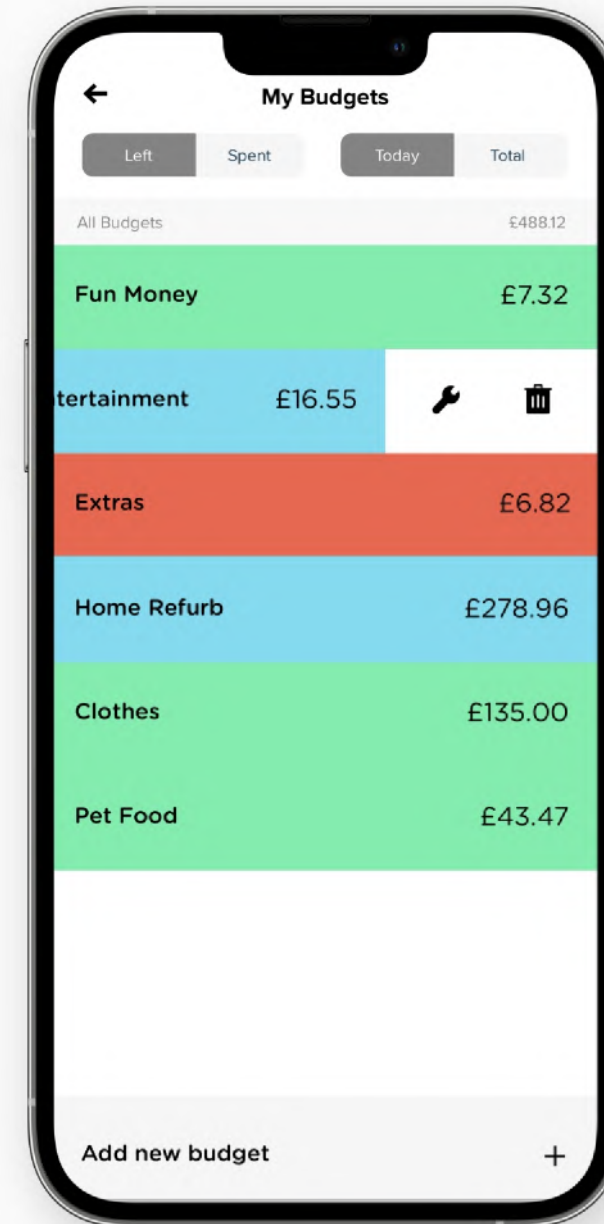 My Budgets
Left Spent Today Total
All Budgets £488.12
Fun Money £7.32
tertainment £16.55
Extras £6.82
Home Refurb £278.96
Clothes £135.00
Pet Food £43.47
Add new budget +